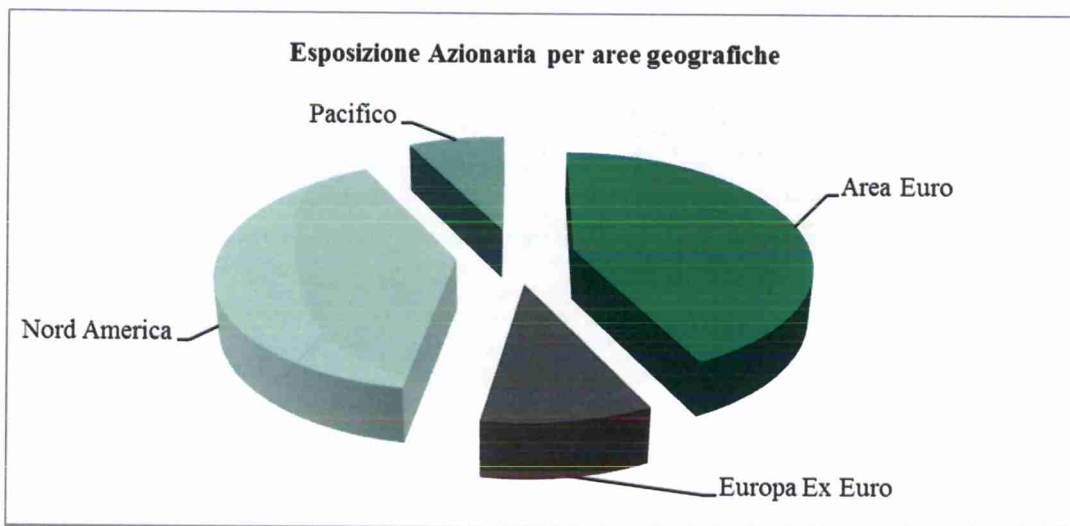 Esposizione Azionaria per aree geografiche
Pacifico
Area Euro
Nord America
Europa Ex Euro